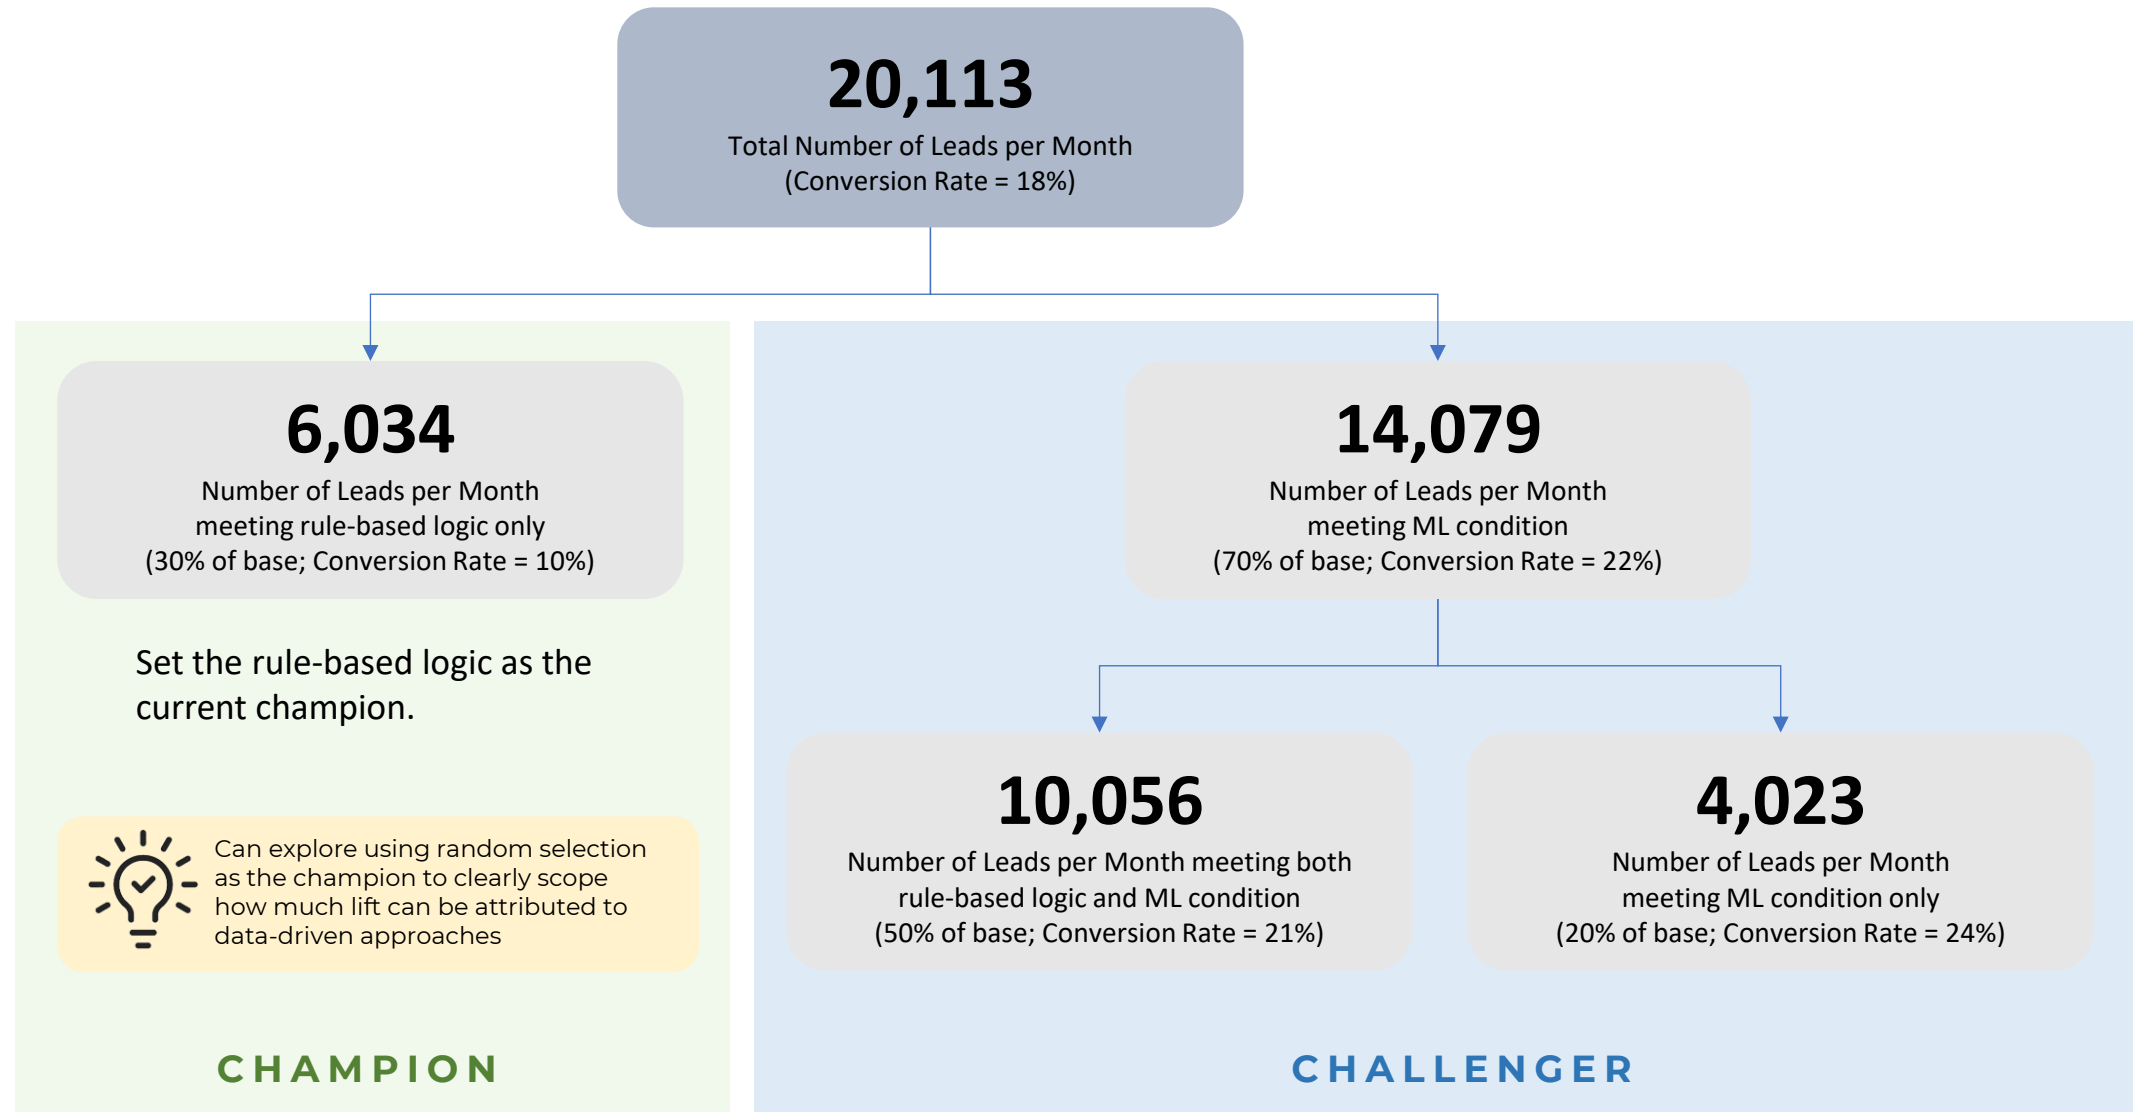 20,113
Total Number of Leads per Month
(Conversion Rate = 18%)
6,034
Number of Leads per Month
meeting rule-based logic only
(30% of base; Conversion Rate = 10%)
14,079
Number of Leads per Month
meeting ML condition
(70% of base; Conversion Rate = 22%)
Set the rule-based logic as the
current champion.
Can explore using random selection
as the champion to clearly scope
how much lift can be attributed to
data-driven approaches
10,056
Number of Leads per Month meeting both
rule-based logic and ML condition
(50% of base; Conversion Rate = 21%)
4,023
Number of Leads per Month
meeting ML condition only
(20% of base; Conversion Rate = 24%)
CHAMPION
CHALLENGER